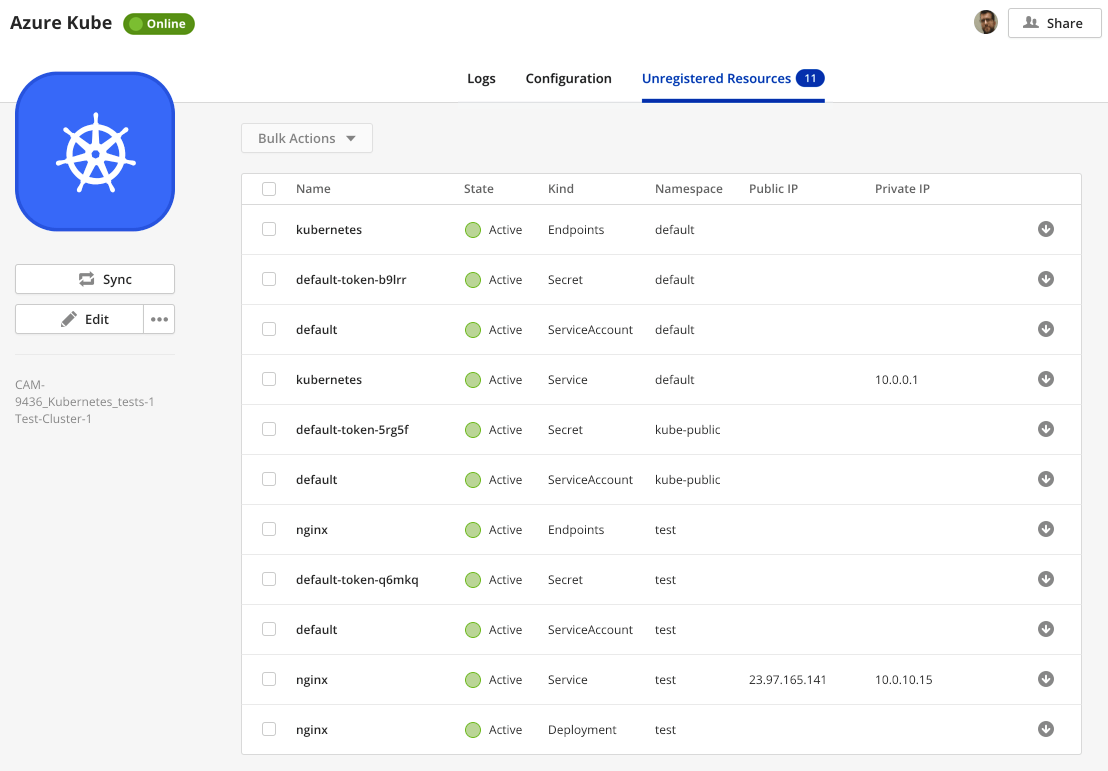 Azure Kube Online Share
Logs Configuration Unregistered Resources 11
Bulk Actions
Name State Kind Namespace Public IP Private IP
kubernetes Active Endpoints default
default-token-b9lrr Active Secret default
default Active ServiceAccount default
kubernetes Active Service default 10.0.0.1
default-token-5rg5f Active Secret kube-public
default Active ServiceAccount kube-public
nginx Active Endpoints test
default-token-q6mkq Active Secret test
default Active ServiceAccount test
nginx Active Service test 23.97.165.141 10.0.10.15
nginx Active Deployment test
Sync
Edit
CAM-
9436_Kubernetes_tests-1
Test-Cluster-1